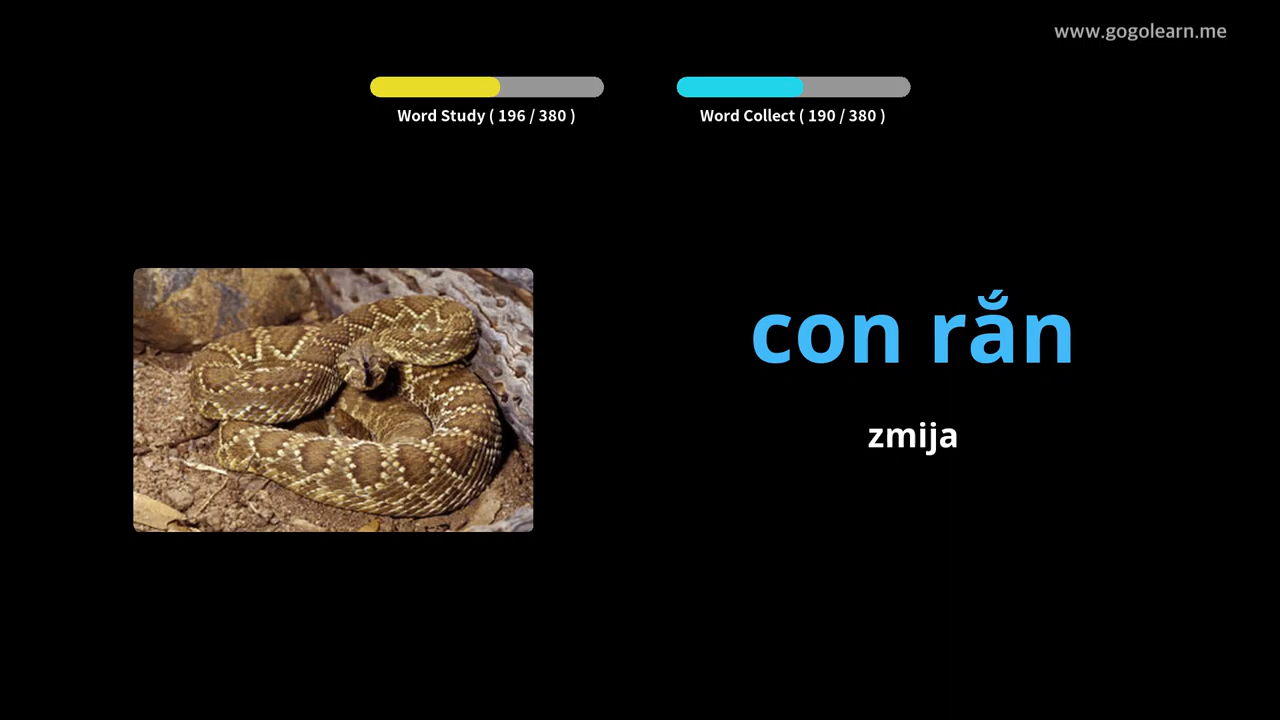 www.gogolearn.me
Word Study ( 196 / 380 )
Word Collect ( 190 / 380 )
con rắn
zmija